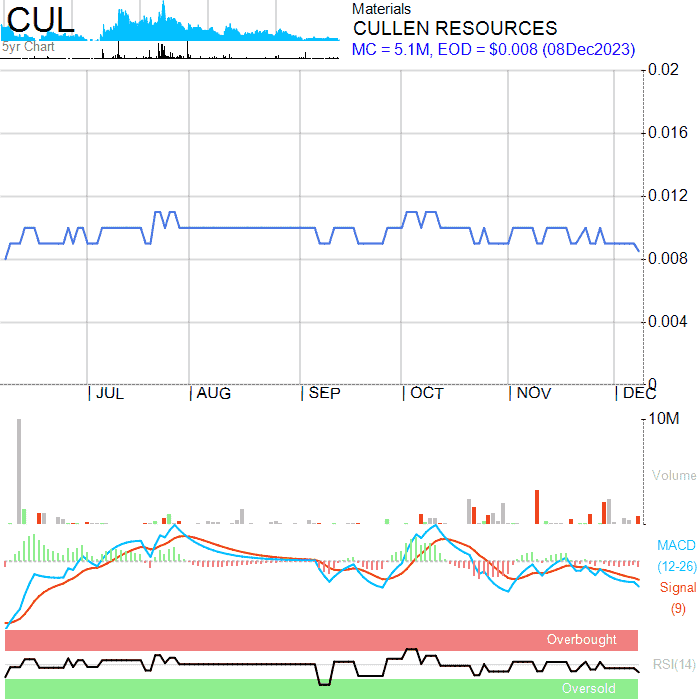 CUL
5yr Chart
Materials
CULLEN RESOURCES
MC = 5.1M, EOD = $0.008 (08Dec2023)
0.02
0.016
0.012
0.008
0.004
0
JUL AUG SEP OCT NOV DEC
10M
Volume
MACD
(12-26)
Signal
(9)
Overbought
RSI(14)
Oversold